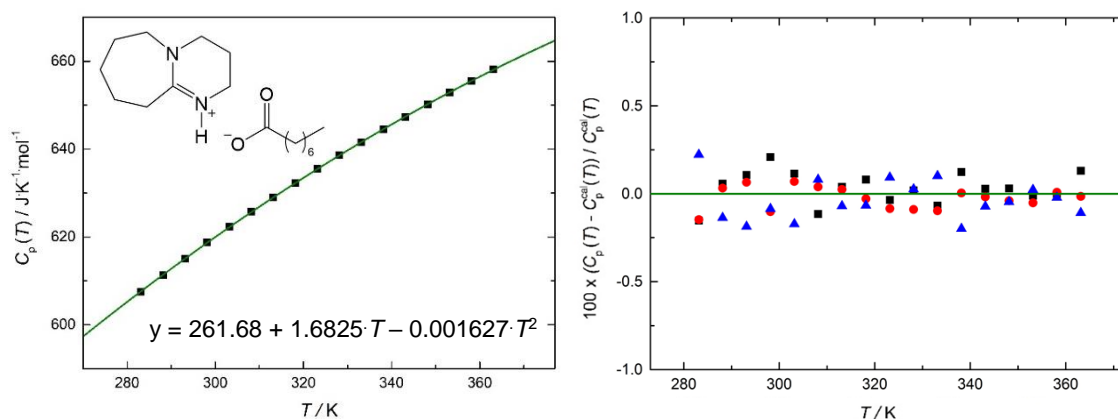 660
640
620
600
280
300
320
340
360
T / K
C_p (T) / J·K⁻¹·mol⁻¹
N
N
+
H
O
⁻O
( )₆
y = 261.68 + 1.6825·T – 0.001627·T²
1.0
0.5
0.0
-0.5
-1.0
280
300
320
340
360
T / K
100 x (C_p (T) - C_p^cal(T)) / C_p^cal(T)